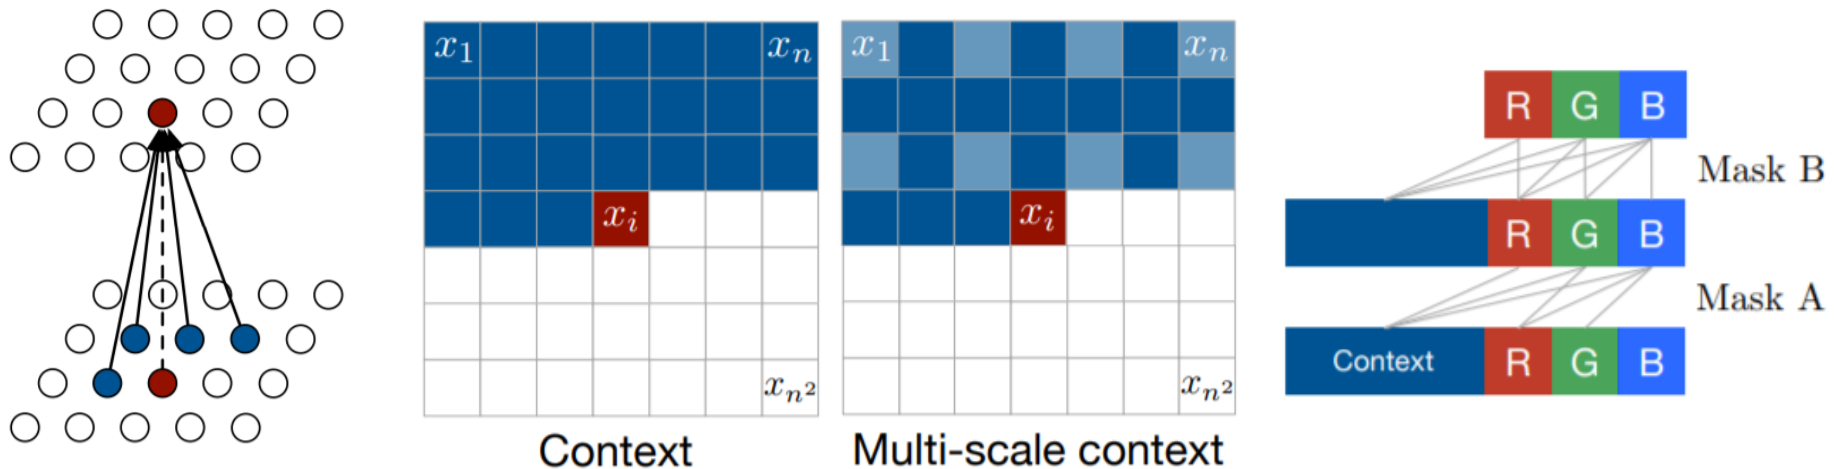 x₁ xₙ
xᵢ
xₙ²
Context
x₁ xₙ
xᵢ
xₙ²
Multi-scale context
R G B
Mask B
R G B
Mask A
Context R G B